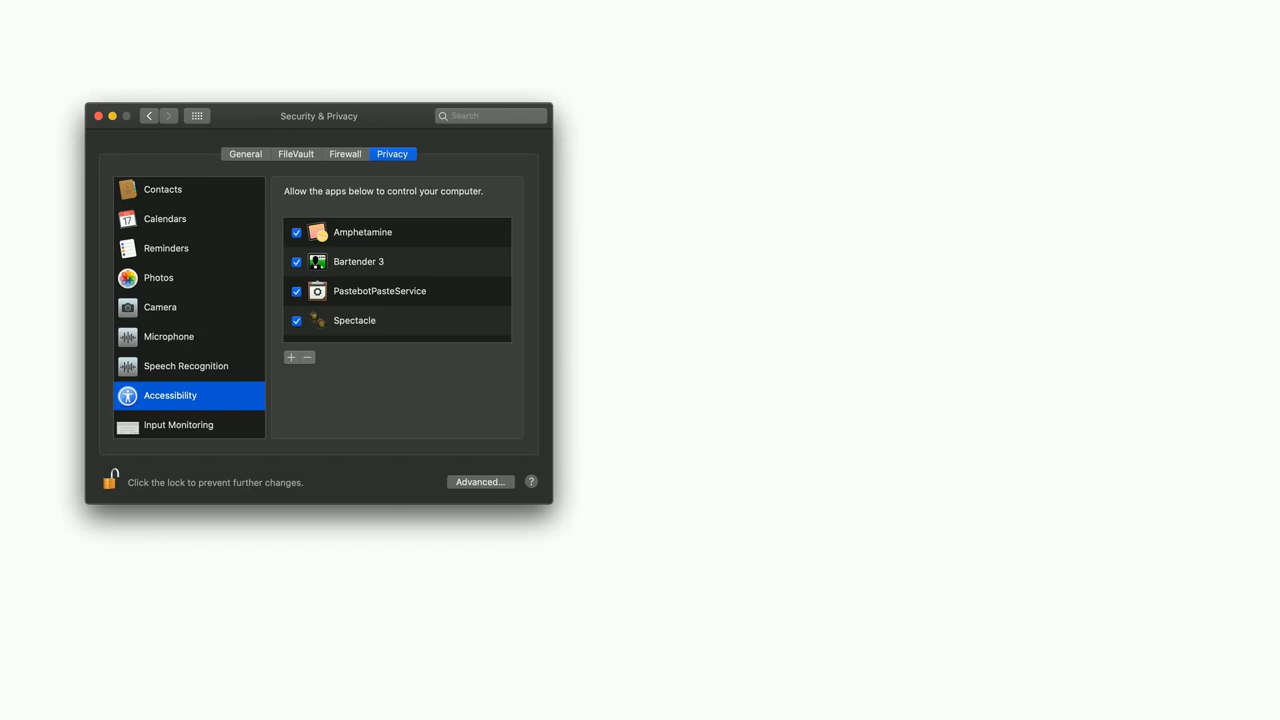 Security & Privacy
Search
General FileVault Firewall Privacy
Contacts
Calendars
Reminders
Photos
Camera
Microphone
Speech Recognition
Accessibility
Input Monitoring
Allow the apps below to control your computer.
Amphetamine
Bartender 3
PastebotPasteService
Spectacle
+ −
Click the lock to prevent further changes.
Advanced...
?
17